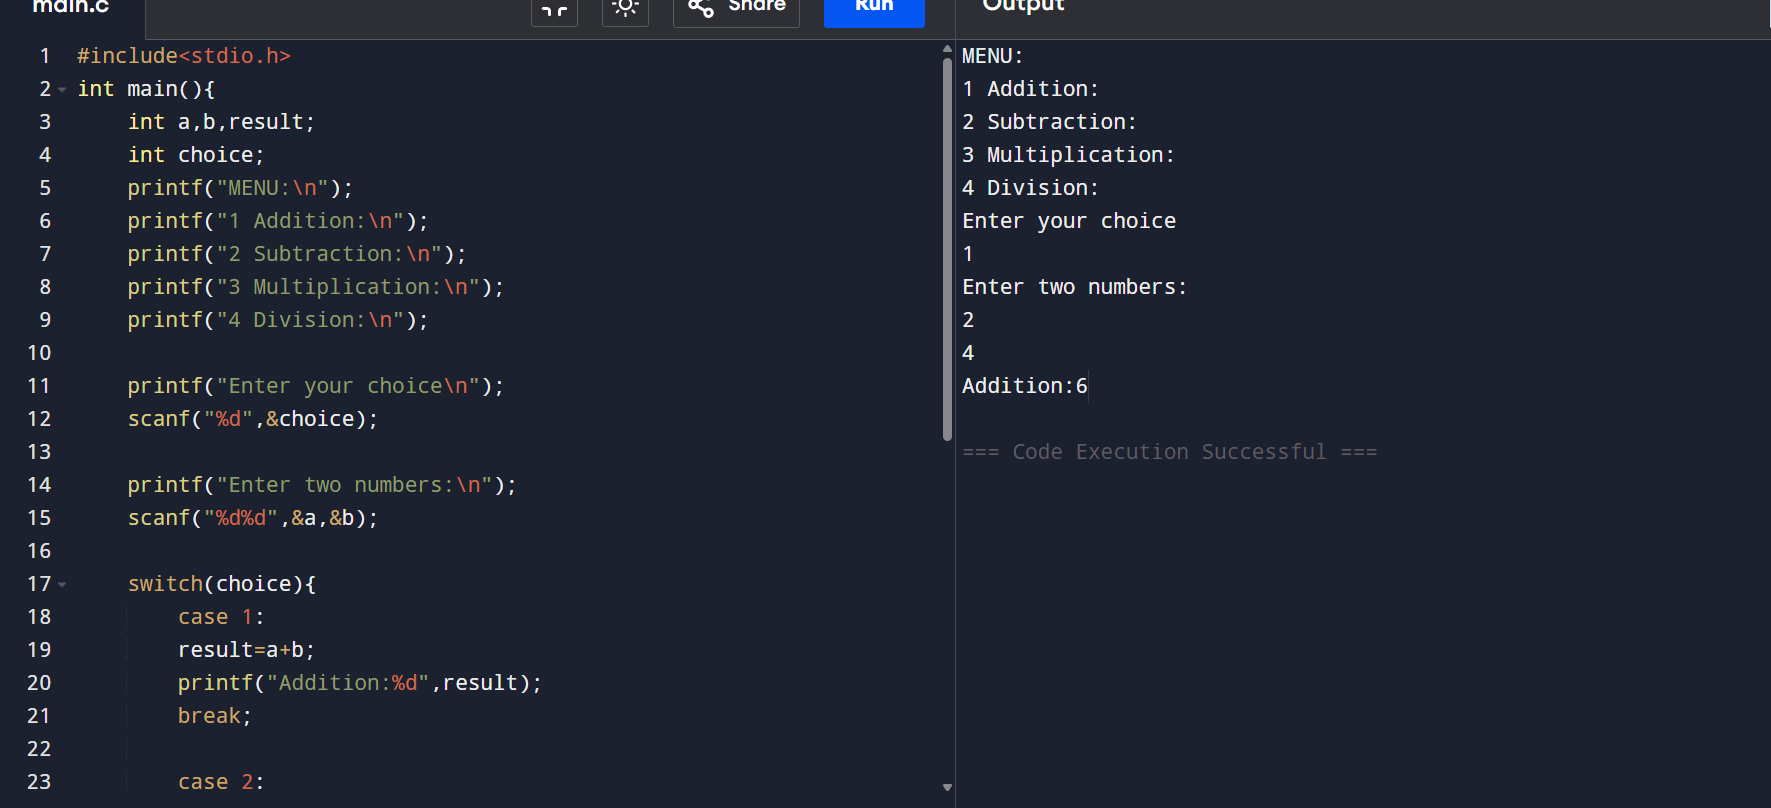 main.c
Share
Run
Output
1 #include<stdio.h>
2 int main(){
3 int a,b,result;
4 int choice;
5 printf("MENU:\n");
6 printf("1 Addition:\n");
7 printf("2 Subtraction:\n");
8 printf("3 Multiplication:\n");
9 printf("4 Division:\n");
10
11 printf("Enter your choice\n");
12 scanf("%d",&choice);
13
14 printf("Enter two numbers:\n");
15 scanf("%d%d",&a,&b);
16
17 switch(choice){
18 case 1:
19 result=a+b;
20 printf("Addition:%d",result);
21 break;
22
23 case 2:
MENU:
1 Addition:
2 Subtraction:
3 Multiplication:
4 Division:
Enter your choice
1
Enter two numbers:
2
4
Addition:6
=== Code Execution Successful ===